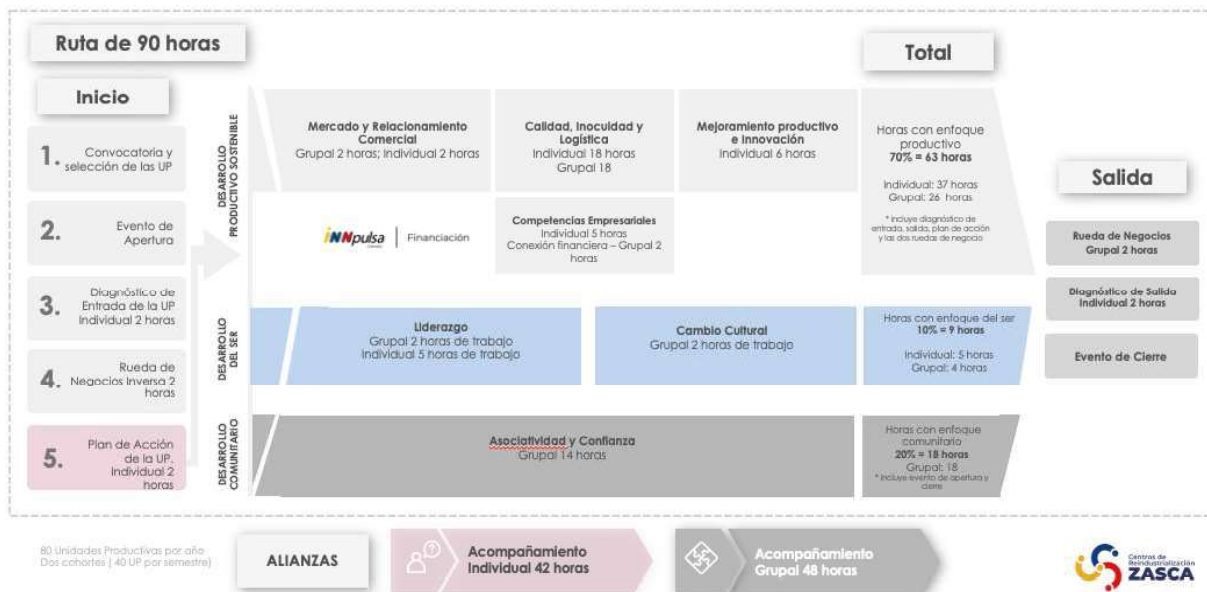 Ruta de 90 horas
Total
Inicio
1.
Convocatoria y
selección de las UP
2.
Evento de
Apertura
3.
Diagnóstico de
Entrada de la UP
Individual 2 horas
4.
Rueda de
Negocios Inversa 2
horas
5.
Plan de Acción
de la UP.
Individual 2
horas
DESARROLLO
PRODUCTIVO SOSTENIBLE
Mercado y Relacionamiento
Comercial
Grupal 2 horas; Individual 2 horas
Calidad, Inocuidad y
Logística
Individual 18 horas
Grupal 18
Mejoramiento productivo
e Innovación
Individual 6 horas
iNNpulsa
Colombia
Financiación
Competencias Empresariales
Individual 5 horas
Conexión financiera – Grupal 2
horas
Horas con enfoque
productivo
70% = 63 horas
Individual: 37 horas
Grupal: 26 horas
* Incluye diagnóstico de
entrada, salida, plan de acción
y las dos ruedas de negocio
DESARROLLO
DEL SER
Liderazgo
Grupal 2 horas de trabajo
Individual 5 horas de trabajo
Cambio Cultural
Grupal 2 horas de trabajo
Horas con enfoque del ser
10% = 9 horas
Individual: 5 horas
Grupal: 4 horas
DESARROLLO
COMUNITARIO
Asociatividad y Confianza
Grupal 14 horas
Horas con enfoque
comunitario
20% = 18 horas
Grupal: 18
* Incluye evento de apertura y
cierre
Salida
Rueda de Negocios
Grupal 2 horas
Diagnóstico de Salida
Individual 2 horas
Evento de Cierre
80 Unidades Productivas por año
Dos cohortes | 40 UP por semestre)
ALIANZAS
Acompañamiento
Individual 42 horas
Acompañamiento
Grupal 48 horas
Centros de
Reindustrialización
ZASCA